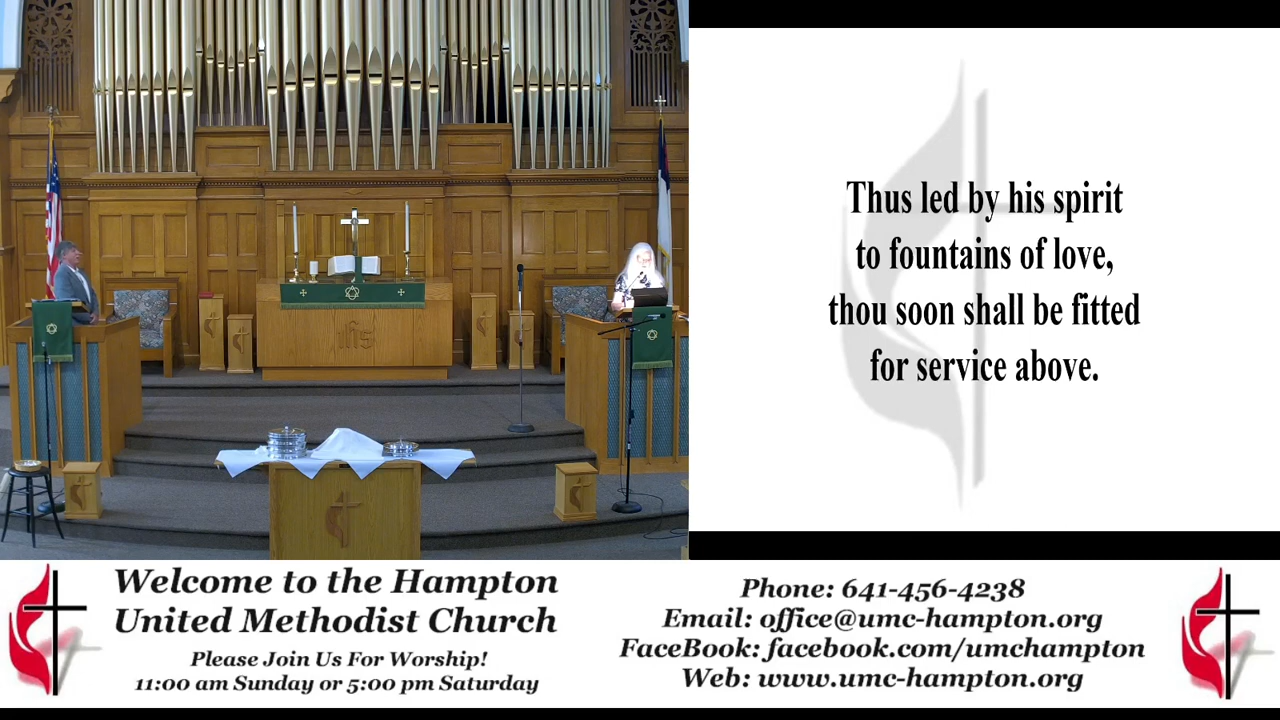 Thus led by his spirit
to fountains of love,
thou soon shall be fitted
for service above.
ihs
Welcome to the Hampton
United Methodist Church
Please Join Us For Worship!
11:00 am Sunday or 5:00 pm Saturday
Phone: 641-456-4238
Email: office@umc-hampton.org
FaceBook: facebook.com/umchampton
Web: www.umc-hampton.org